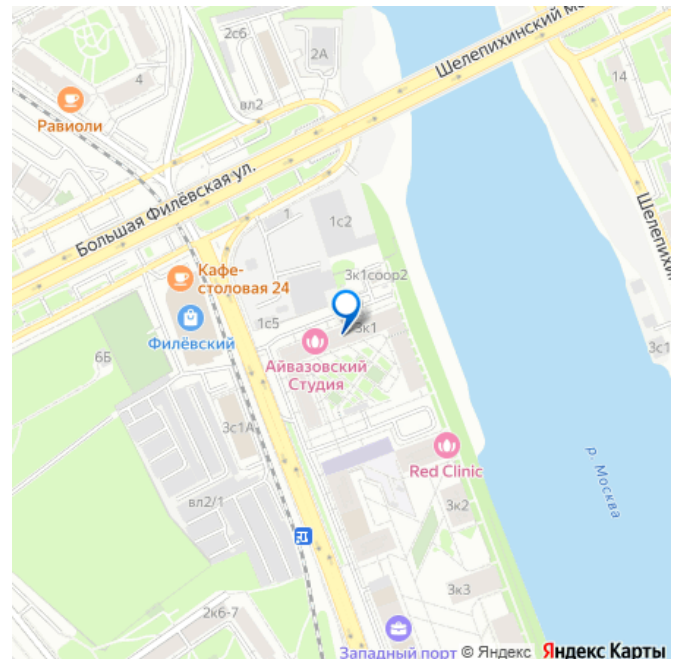 2с6
2А
Шелепихинский мо
4
вл2
14
Равиоли
Большая Филёвская ул.
Шелепихин
1
1с2
Кафе-
столовая 24
3к1соор2
1с5
3к1
Филёвский
6Б
Айвазовский
Студия
3с1
3с1А
Red Clinic
р. Москва
вл2/1
3к2
3к3
2к6-7
Западный порт
© Яндекс Яндекс Карты